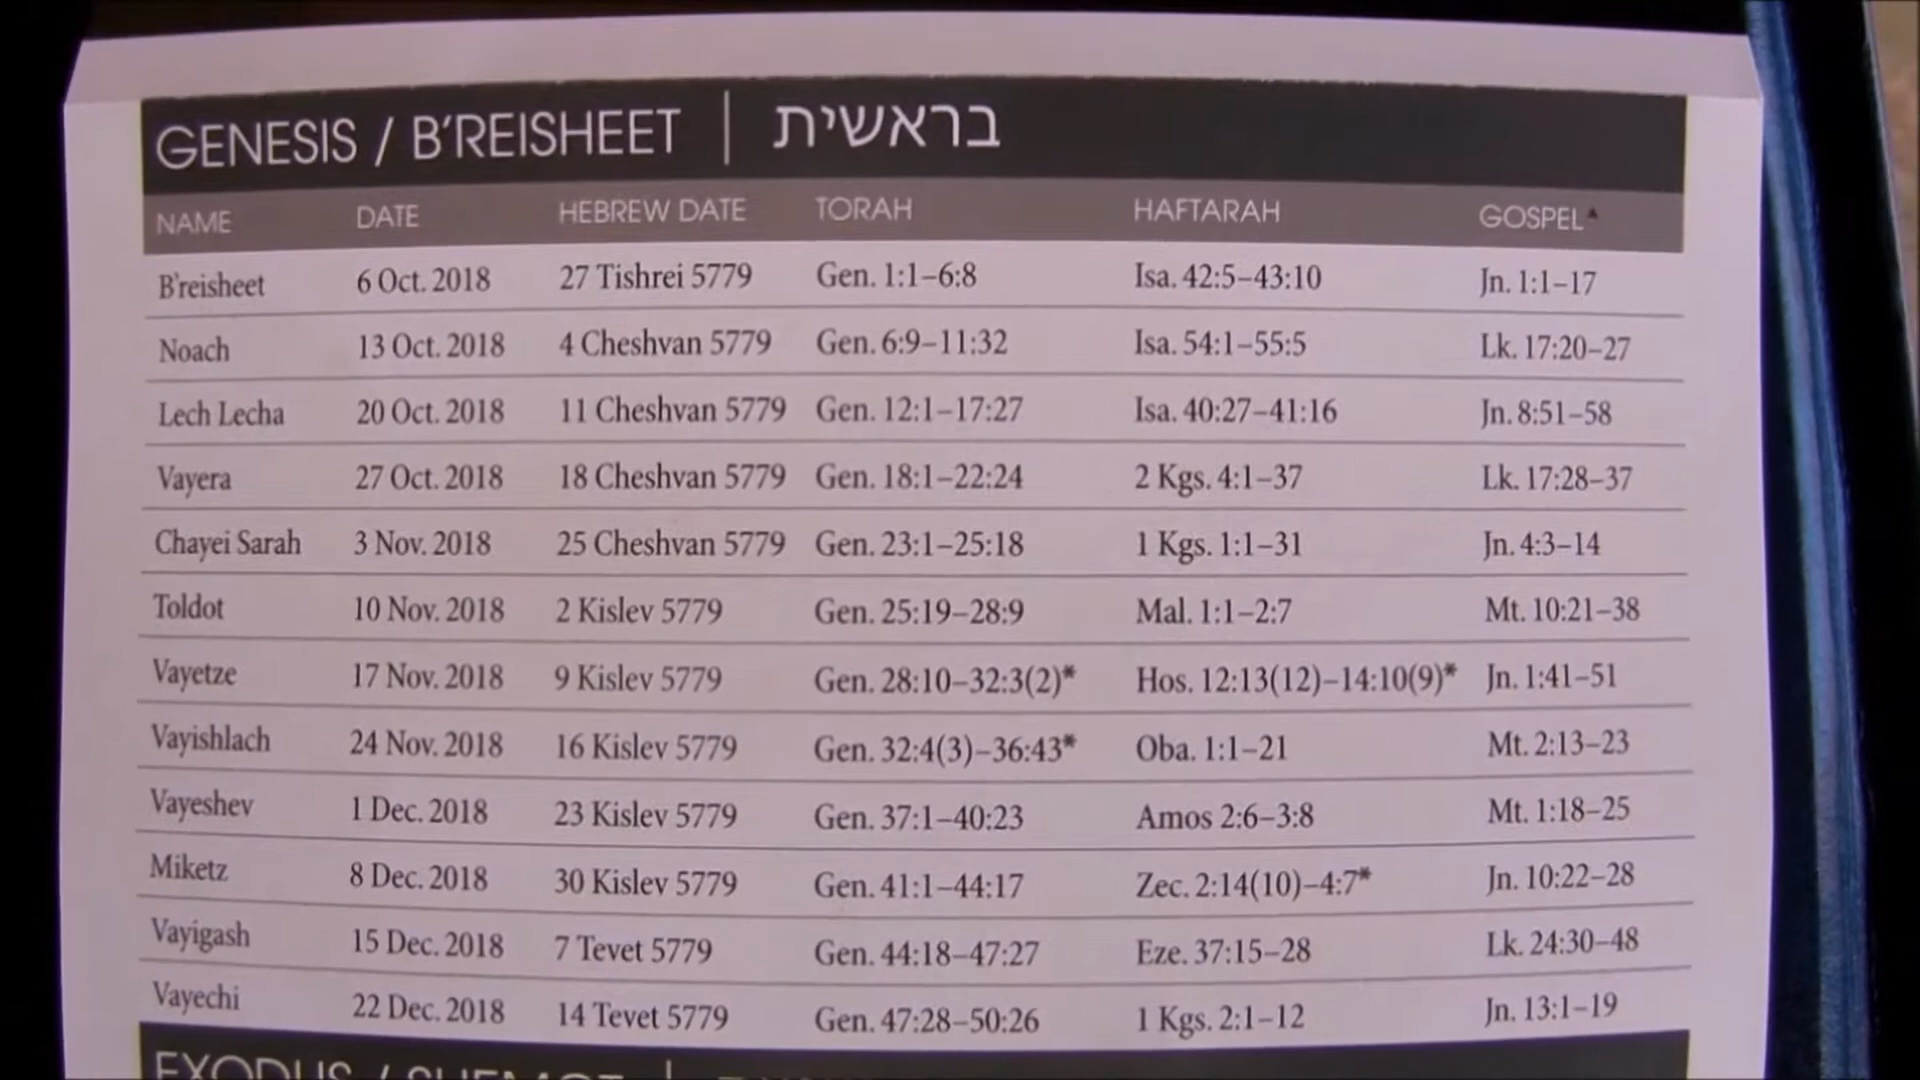 GENESIS / B'REISHEET | בראשית
NAME DATE HEBREW DATE TORAH HAFTARAH GOSPEL▲
B'reisheet 6 Oct. 2018 27 Tishrei 5779 Gen. 1:1–6:8 Isa. 42:5–43:10 Jn. 1:1–17
Noach 13 Oct. 2018 4 Cheshvan 5779 Gen. 6:9–11:32 Isa. 54:1–55:5 Lk. 17:20–27
Lech Lecha 20 Oct. 2018 11 Cheshvan 5779 Gen. 12:1–17:27 Isa. 40:27–41:16 Jn. 8:51–58
Vayera 27 Oct. 2018 18 Cheshvan 5779 Gen. 18:1–22:24 2 Kgs. 4:1–37 Lk. 17:28–37
Chayei Sarah 3 Nov. 2018 25 Cheshvan 5779 Gen. 23:1–25:18 1 Kgs. 1:1–31 Jn. 4:3–14
Toldot 10 Nov. 2018 2 Kislev 5779 Gen. 25:19–28:9 Mal. 1:1–2:7 Mt. 10:21–38
Vayetze 17 Nov. 2018 9 Kislev 5779 Gen. 28:10–32:3(2)* Hos. 12:13(12)–14:10(9)* Jn. 1:41–51
Vayishlach 24 Nov. 2018 16 Kislev 5779 Gen. 32:4(3)–36:43* Oba. 1:1–21 Mt. 2:13–23
Vayeshev 1 Dec. 2018 23 Kislev 5779 Gen. 37:1–40:23 Amos 2:6–3:8 Mt. 1:18–25
Miketz 8 Dec. 2018 30 Kislev 5779 Gen. 41:1–44:17 Zec. 2:14(10)–4:7* Jn. 10:22–28
Vayigash 15 Dec. 2018 7 Tevet 5779 Gen. 44:18–47:27 Eze. 37:15–28 Lk. 24:30–48
Vayechi 22 Dec. 2018 14 Tevet 5779 Gen. 47:28–50:26 1 Kgs. 2:1–12 Jn. 13:1–19
EXODUS / SHEMOT |